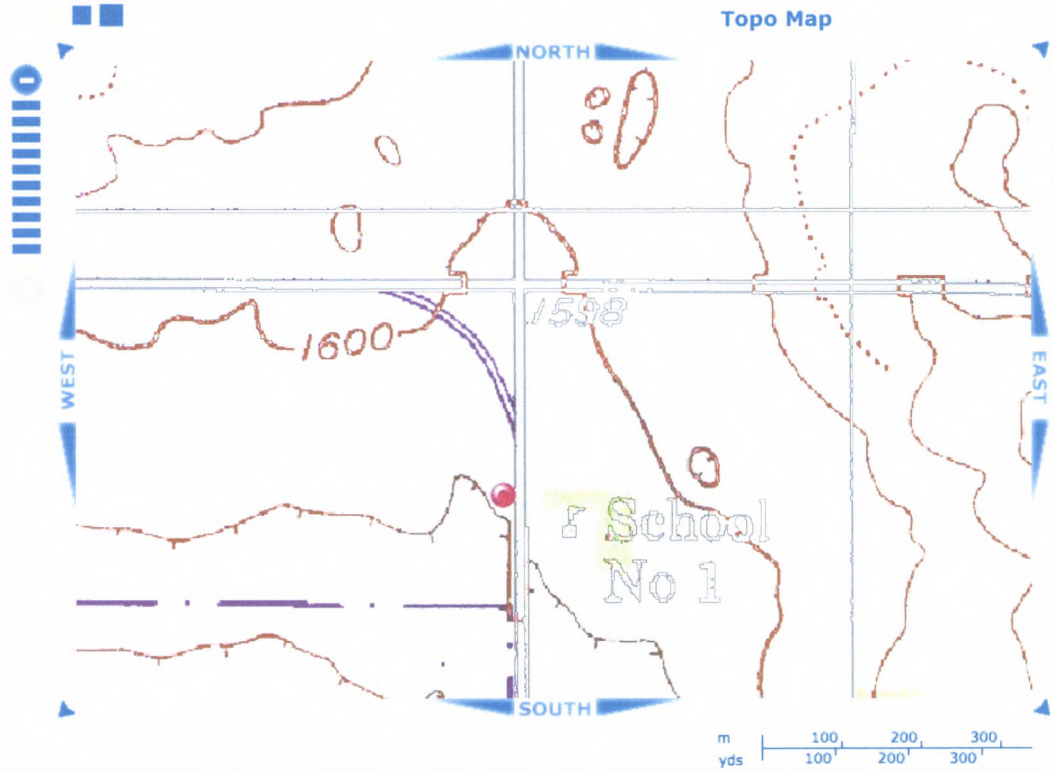 Topo Map
NORTH
1598
1600
WEST
EAST
School
No 1
SOUTH
m 100 200 300
yds 100 200 300